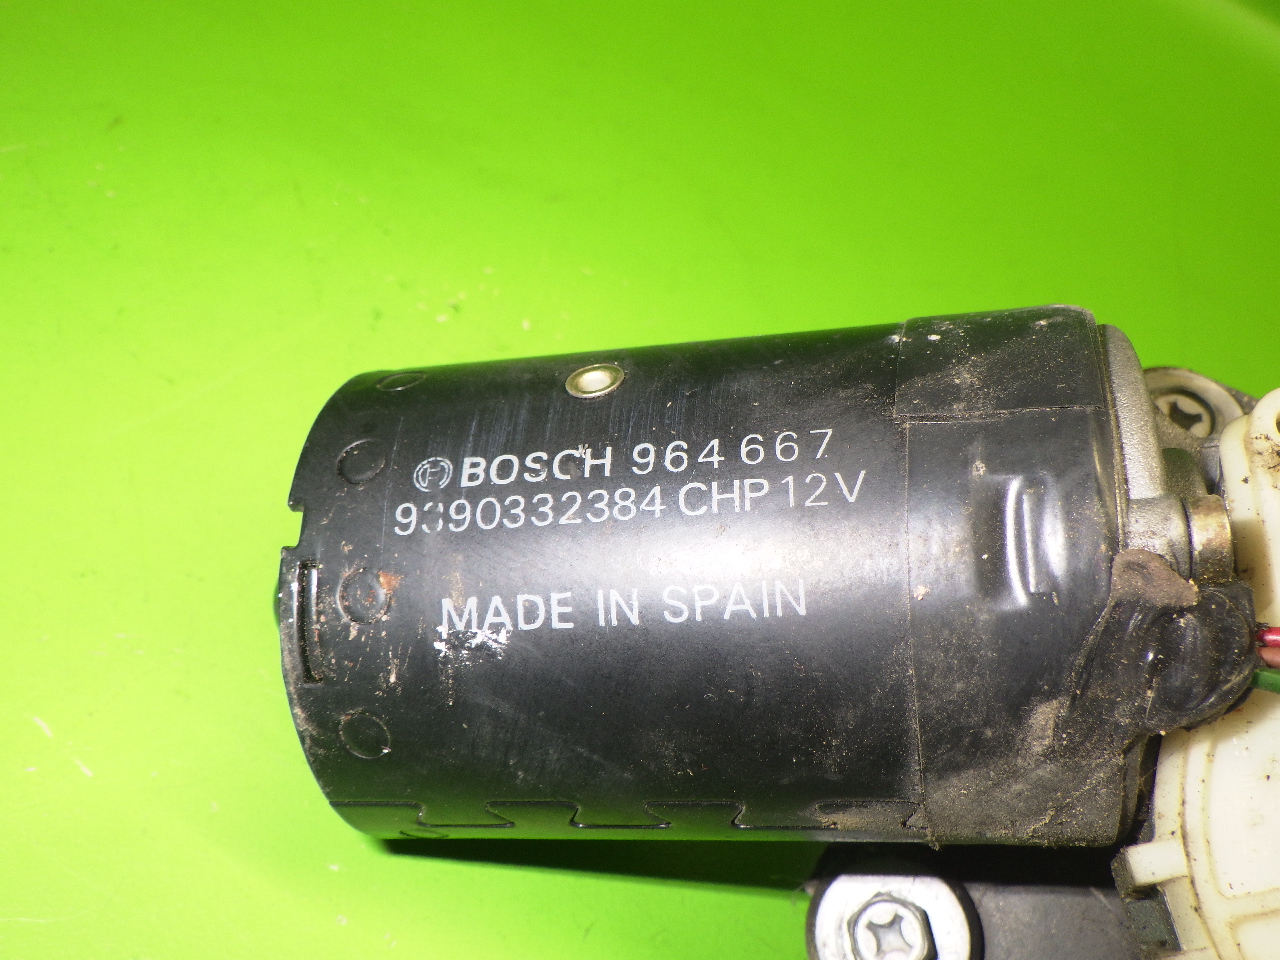 BOSCH 964 667
9390332384 CHP 12V
MADE IN SPAIN